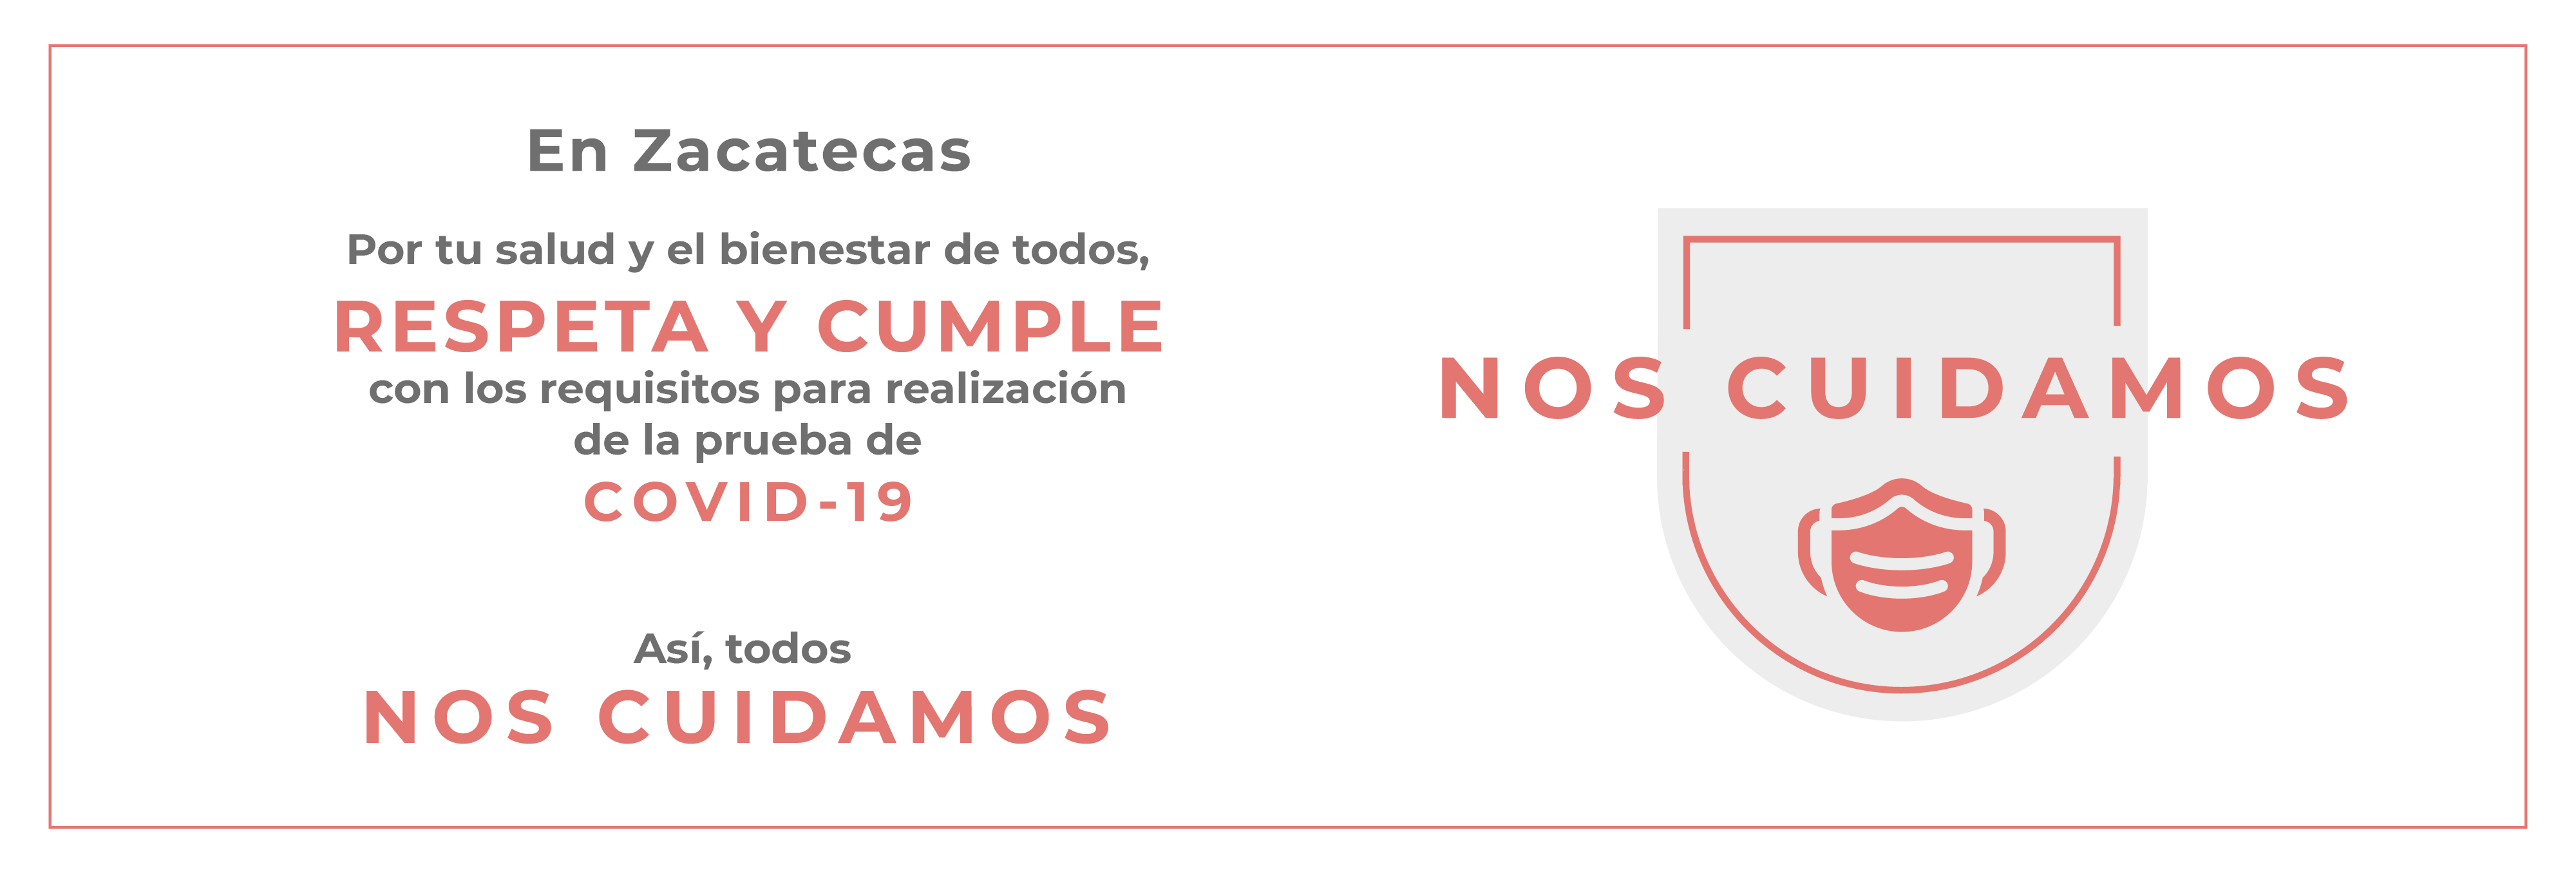 En Zacatecas
Por tu salud y el bienestar de todos,
RESPETA Y CUMPLE
con los requisitos para realización
de la prueba de
COVID-19
Así, todos
NOS CUIDAMOS
NOS CUIDAMOS